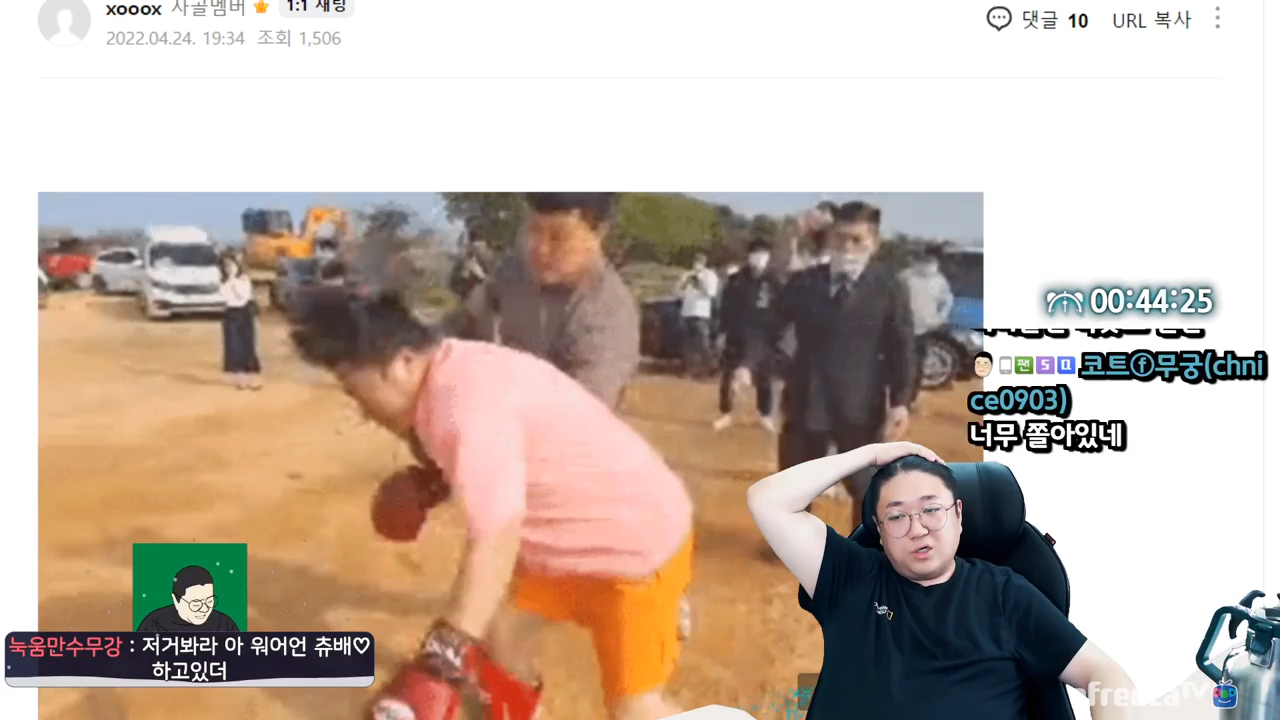 xooox 사골멤버 1:1 채팅
2022.04.24. 19:34 조회 1,506
댓글 10 URL 복사
00:44:25
팬 5 Q 코트ⓕ무궁(chni
ce0903)
너무 쫄아있네
눅움만수무강 : 저거봐라 아 워어언 츄배♡
하고있더
afreecaTV